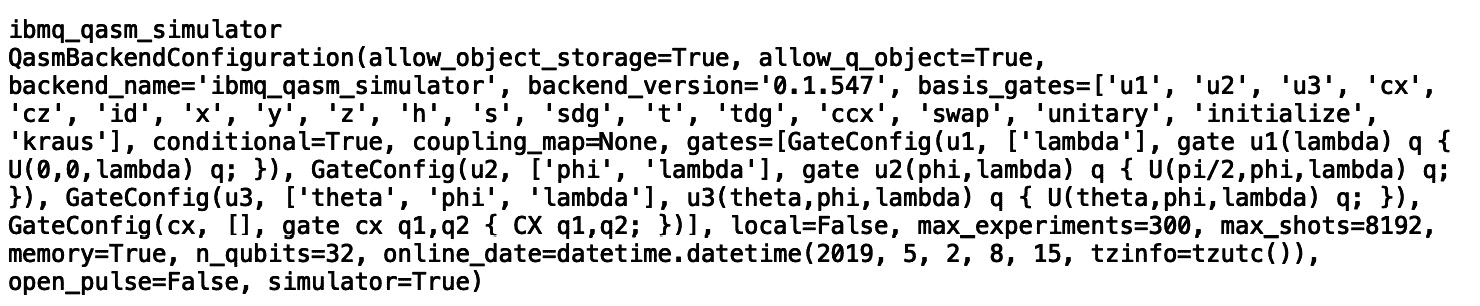 ibmq_qasm_simulator
QasmBackendConfiguration(allow_object_storage=True, allow_q_object=True,
backend_name='ibmq_qasm_simulator', backend_version='0.1.547', basis_gates=['u1', 'u2', 'u3', 'cx',
'cz', 'id', 'x', 'y', 'z', 'h', 's', 'sdg', 't', 'tdg', 'ccx', 'swap', 'unitary', 'initialize',
'kraus'], conditional=True, coupling_map=None, gates=[GateConfig(u1, ['lambda'], gate u1(lambda) q {
U(0,0,lambda) q; }), GateConfig(u2, ['phi', 'lambda'], gate u2(phi,lambda) q { U(pi/2,phi,lambda) q;
}), GateConfig(u3, ['theta', 'phi', 'lambda'], u3(theta,phi,lambda) q { U(theta,phi,lambda) q; }),
GateConfig(cx, [], gate cx q1,q2 { CX q1,q2; })], local=False, max_experiments=300, max_shots=8192,
memory=True, n_qubits=32, online_date=datetime.datetime(2019, 5, 2, 8, 15, tzinfo=tzutc()),
open_pulse=False, simulator=True)